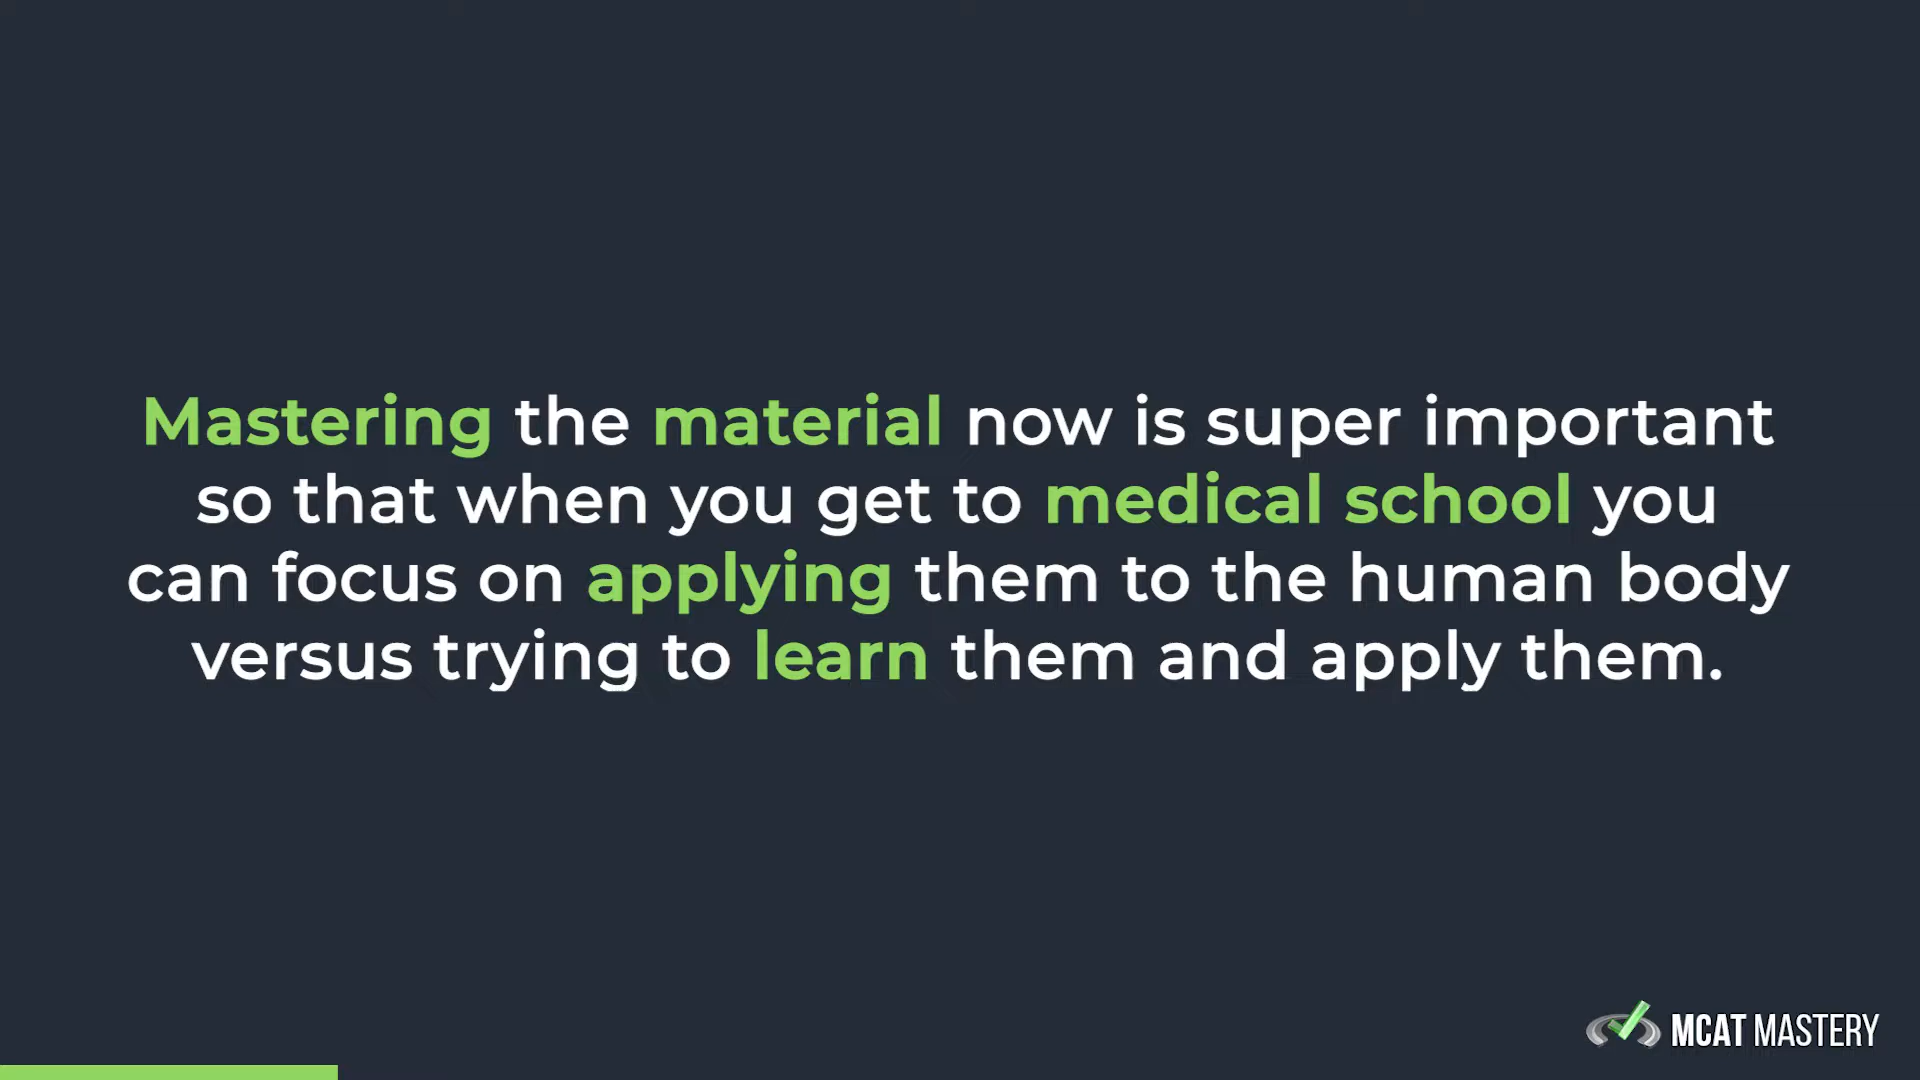 Mastering the material now is super important
so that when you get to medical school you
can focus on applying them to the human body
versus trying to learn them and apply them.
MCAT MASTERY